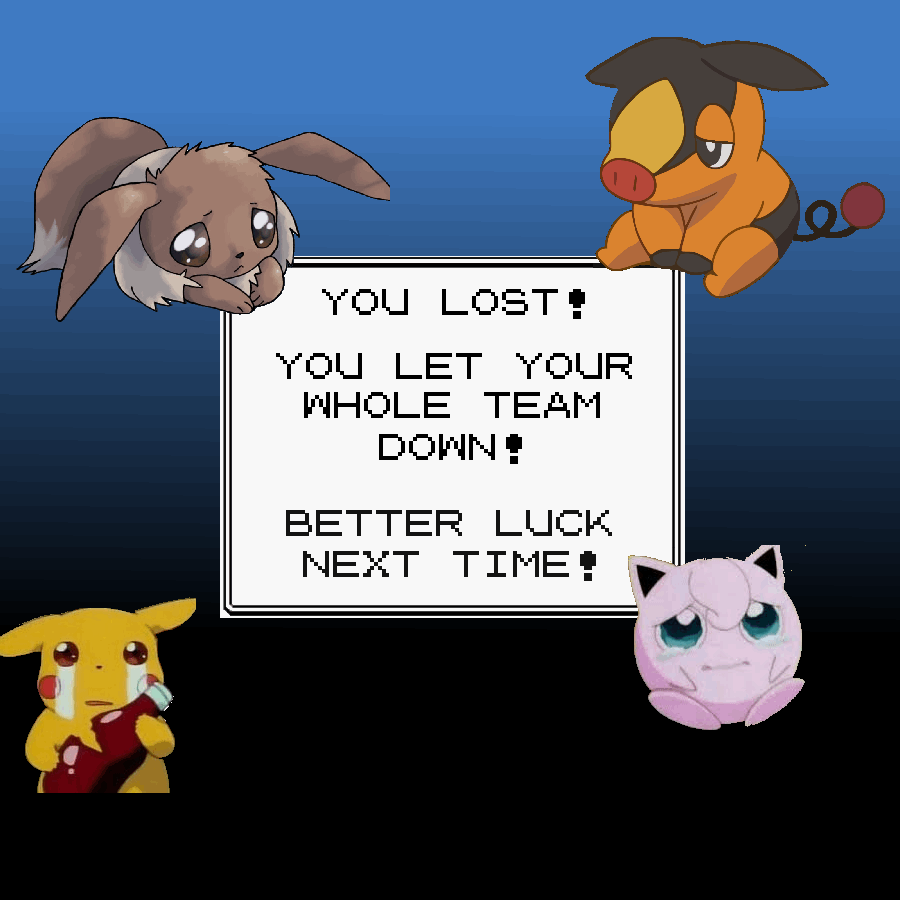 YOU LOST!
YOU LET YOUR
WHOLE TEAM
DOWN!
BETTER LUCK
NEXT TIME!